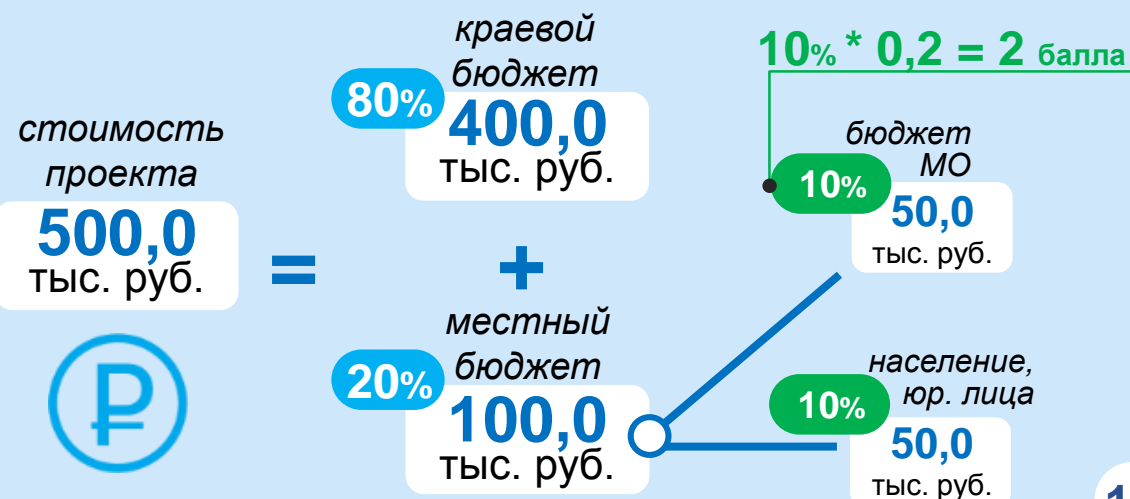 стоимость
проекта
500,0
тыс. руб.
=
краевой
бюджет
80%
400,0
тыс. руб.
+
местный
бюджет
20%
100,0
тыс. руб.
10% * 0,2 = 2 балла
бюджет
МО
10%
50,0
тыс. руб.
население,
юр. лица
10%
50,0
тыс. руб.